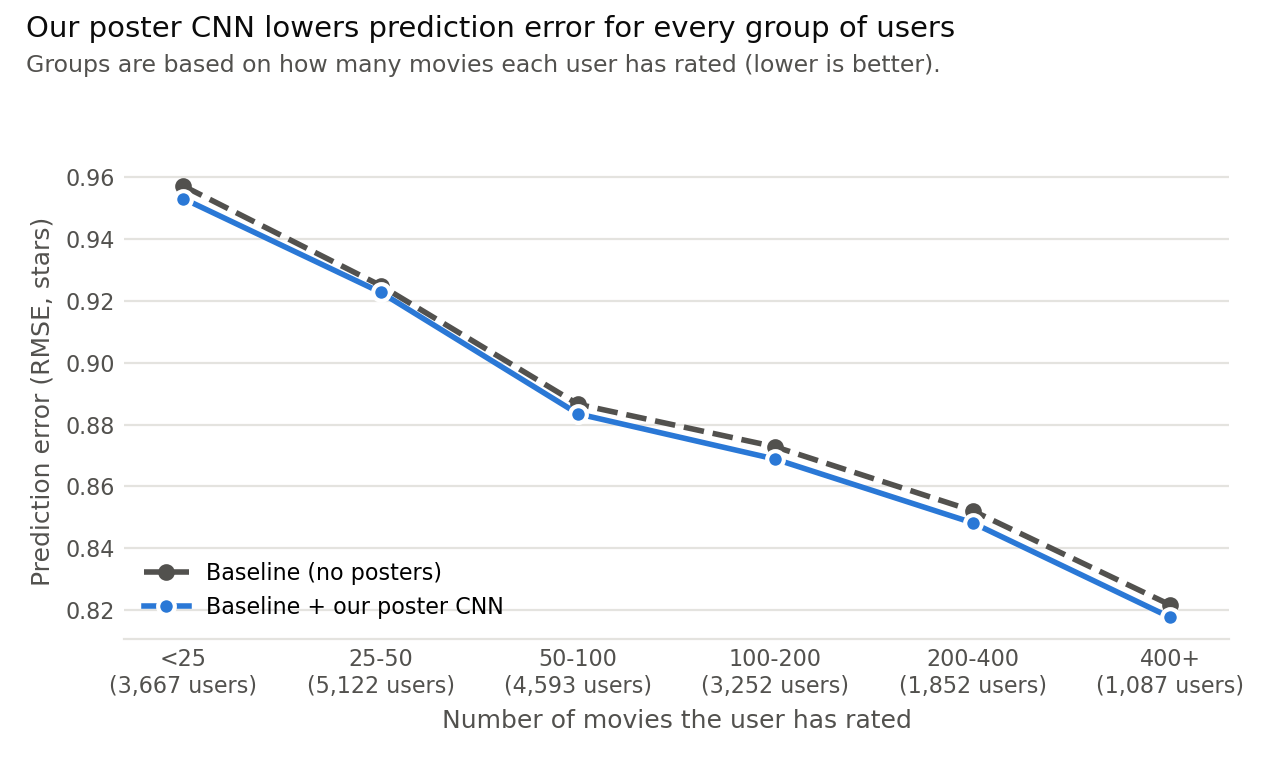 Our poster CNN lowers prediction error for every group of users
Groups are based on how many movies each user has rated (lower is better).
Prediction error (RMSE, stars)
0.96
0.94
0.92
0.90
0.88
0.86
0.84
0.82
Baseline (no posters)
Baseline + our poster CNN
<25
(3,667 users)
25-50
(5,122 users)
50-100
(4,593 users)
100-200
(3,252 users)
200-400
(1,852 users)
400+
(1,087 users)
Number of movies the user has rated